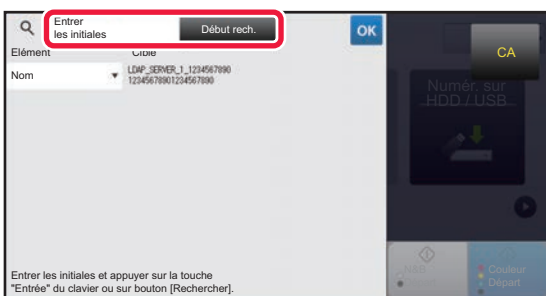 Entrer
les initiales
Début rech.
OK
CA
Elément
Cible
Nom
LDAP_SERVER_1_1234567890
12345678901234567890
Numér. sur
HDD / USB
N&B
Couleur
Départ
Entrer les initiales et appuyer sur la touche
"Entrée" du clavier ou sur bouton [Rechercher].